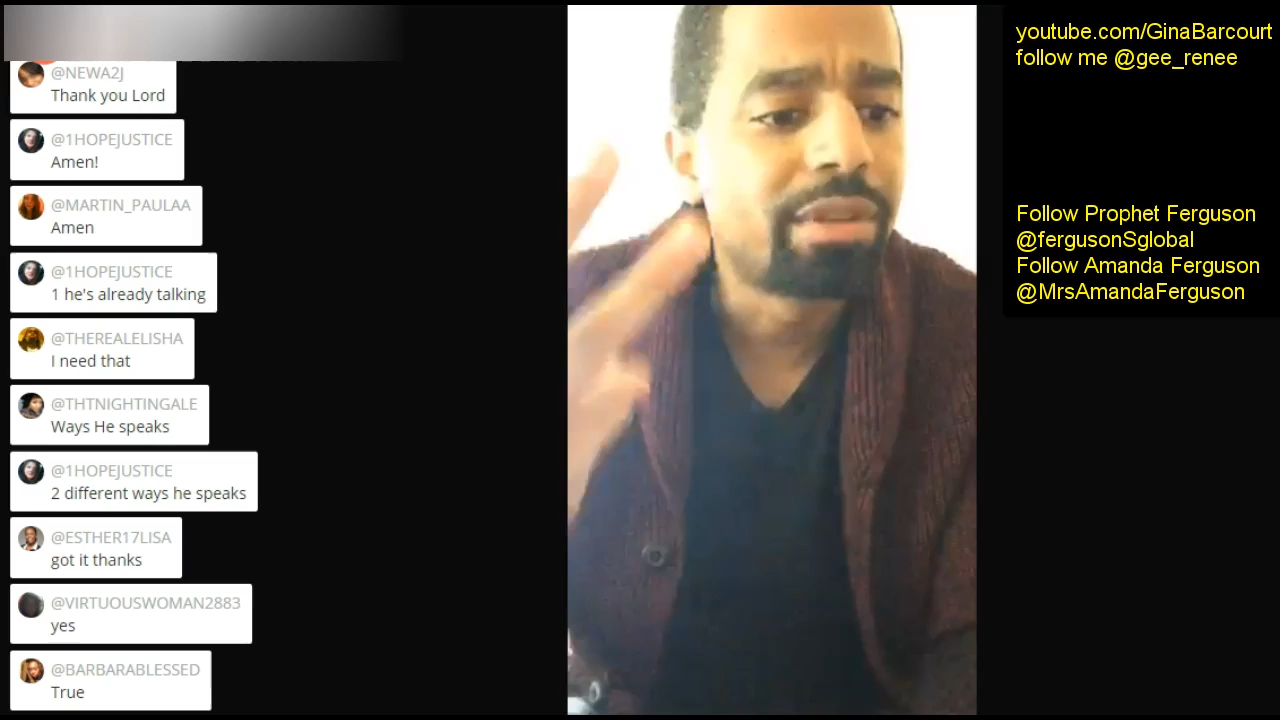 @NEWA2J
Thank you Lord
@1HOPEJUSTICE
Amen!
@MARTIN_PAULAA
Amen
@1HOPEJUSTICE
1 he's already talking
@THEREALELISHA
I need that
@THTNIGHTINGALE
Ways He speaks
@1HOPEJUSTICE
2 different ways he speaks
@ESTHER17LISA
got it thanks
@VIRTUOUSWOMAN2883
yes
@BARBARABLESSED
True
youtube.com/GinaBarcourt
follow me @gee_renee
Follow Prophet Ferguson
@fergusonSglobal
Follow Amanda Ferguson
@MrsAmandaFerguson